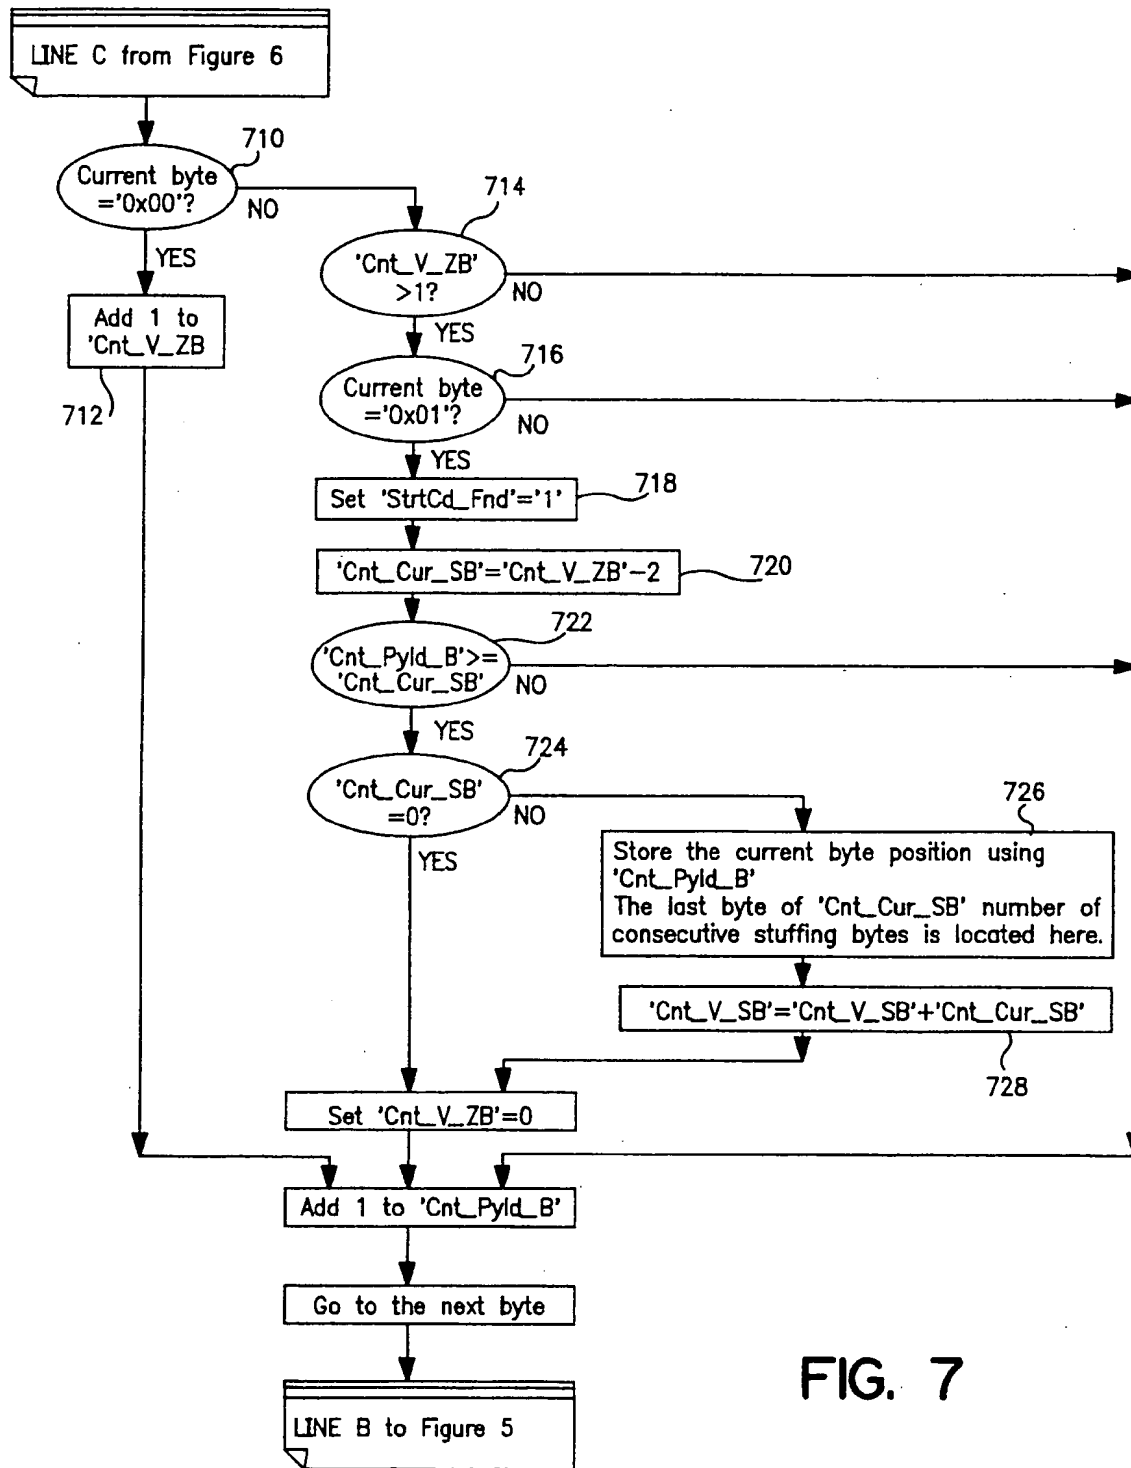 LINE C from Figure 6
710
Current byte
='0x00'?
NO
YES
714
'Cnt_V_ZB'
>1?
NO
YES
Add 1 to
'Cnt_V_ZB
712
716
Current byte
='0x01'?
NO
YES
Set 'StrtCd_Fnd'='1'
718
'Cnt_Cur_SB'='Cnt_V_ZB'-2
720
722
'Cnt_Pyld_B'>=
'Cnt_Cur_SB'
NO
YES
724
'Cnt_Cur_SB'
=0?
NO
YES
726
Store the current byte position using
'Cnt_Pyld_B'
The last byte of 'Cnt_Cur_SB' number of
consecutive stuffing bytes is located here.
'Cnt_V_SB'='Cnt_V_SB'+'Cnt_Cur_SB'
728
Set 'Cnt_V_ZB'=0
Add 1 to 'Cnt_Pyld_B'
Go to the next byte
LINE B to Figure 5
FIG. 7